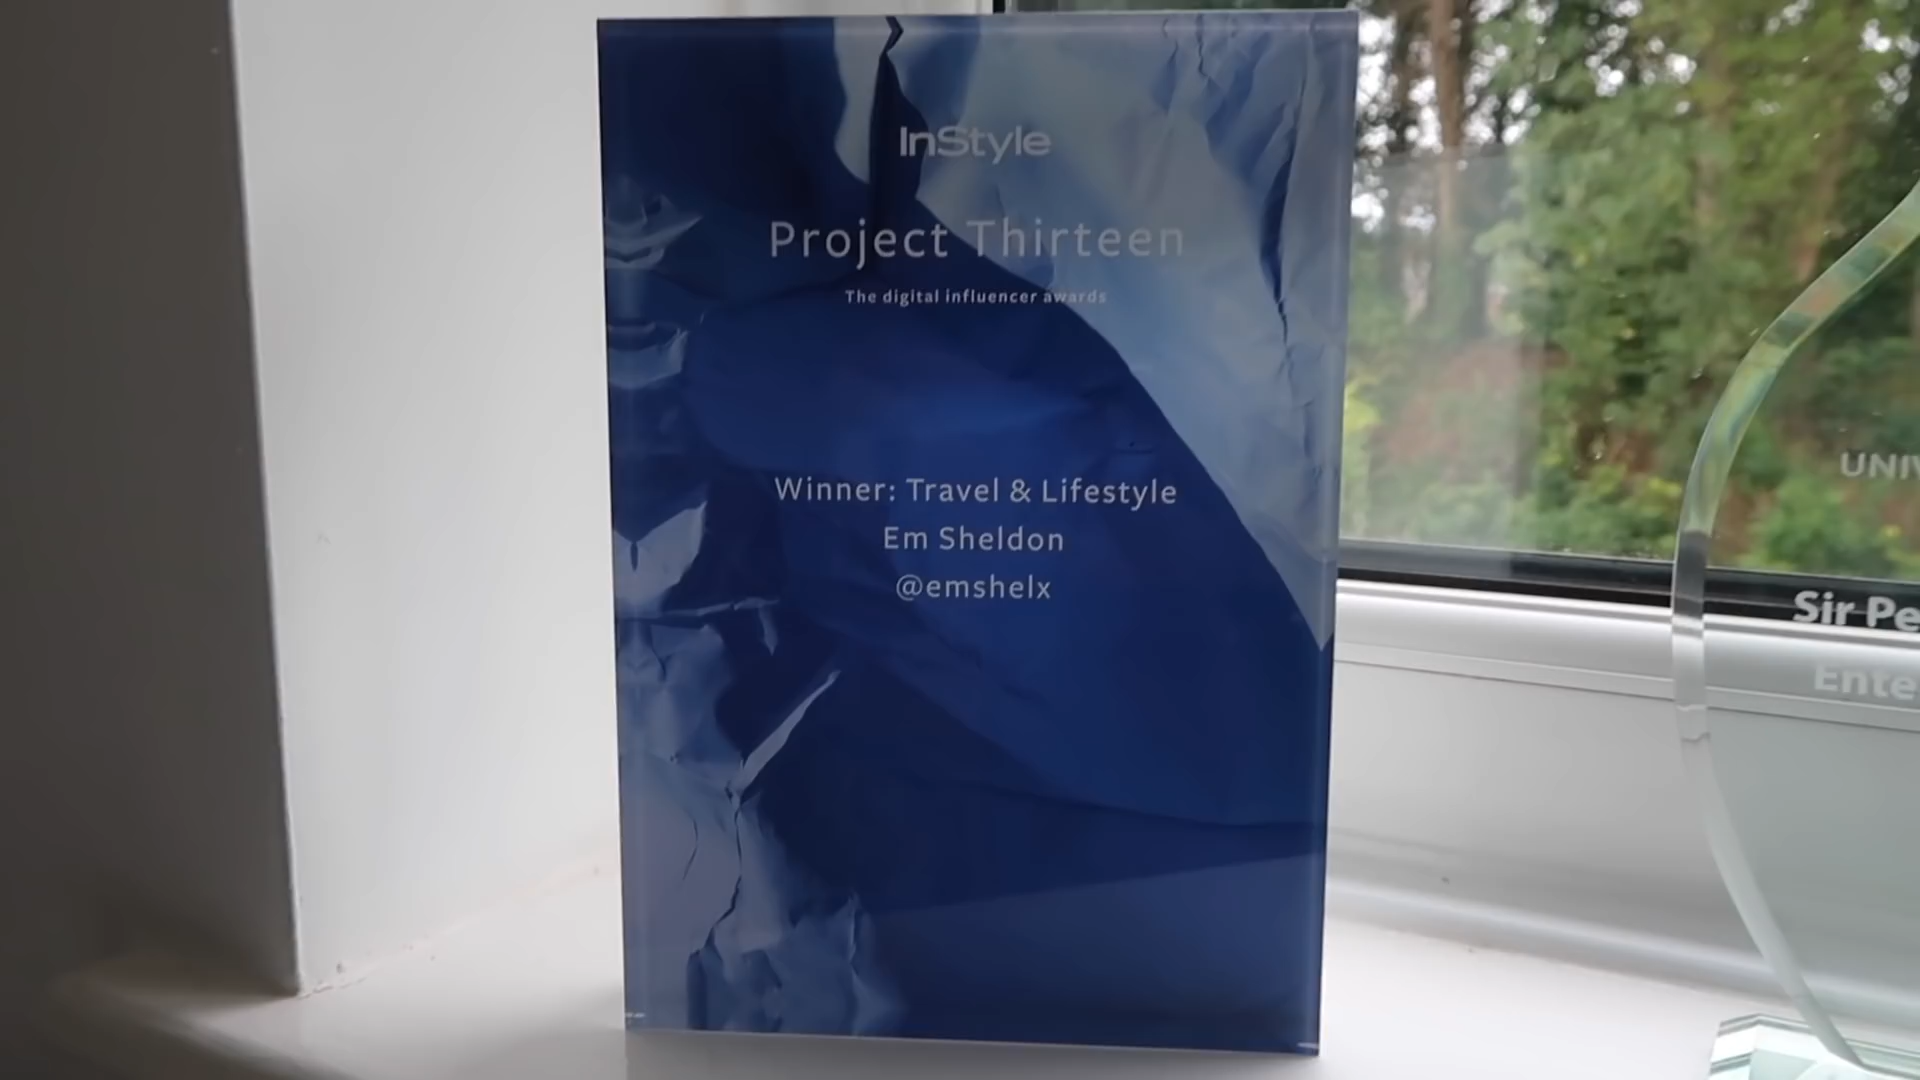 InStyle
Project Thirteen
The digital influencer awards
Winner: Travel & Lifestyle
Em Sheldon
@emshelx
UNIV
Sir Pe
Ente